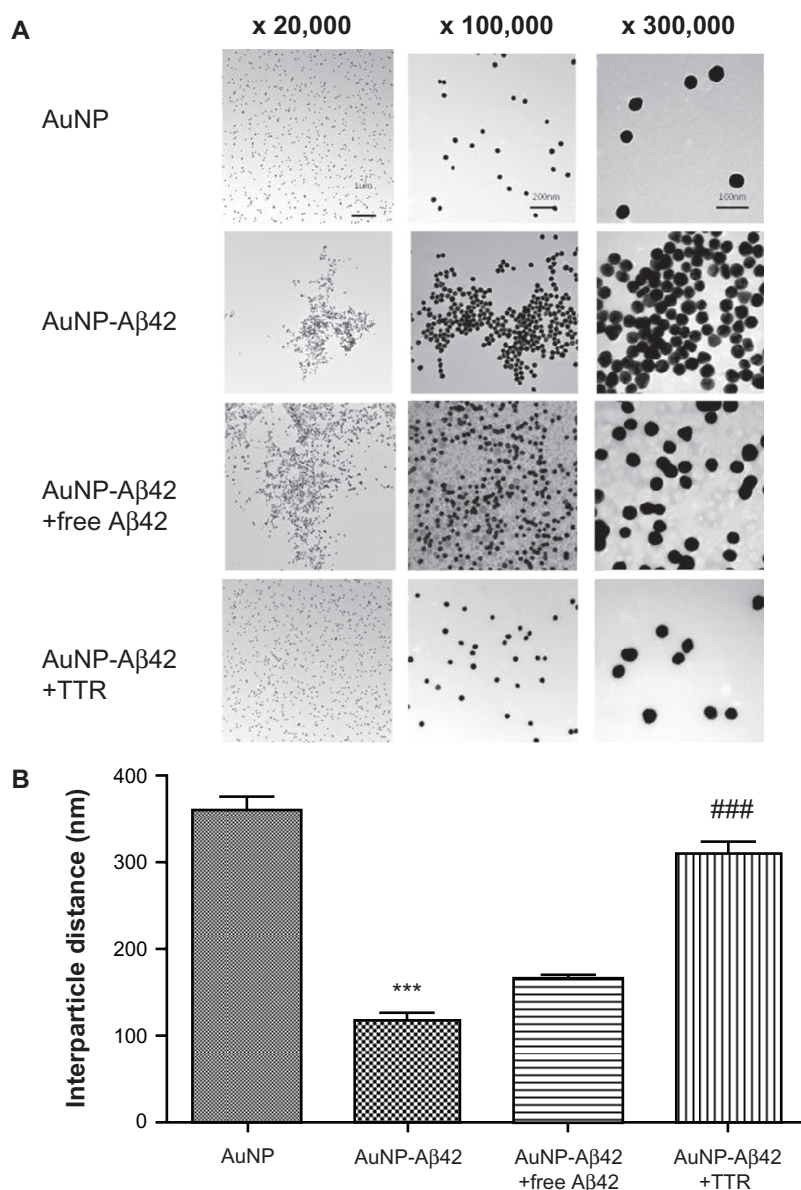 A
x 20,000
x 100,000
x 300,000
AuNP
1um
200nm
100nm
AuNP-Aβ42
AuNP-Aβ42
+free Aβ42
AuNP-Aβ42
+TTR
B
Interparticle distance (nm)
400
300
200
100
0
***
###
AuNP
AuNP-Aβ42
AuNP-Aβ42
+free Aβ42
AuNP-Aβ42
+TTR